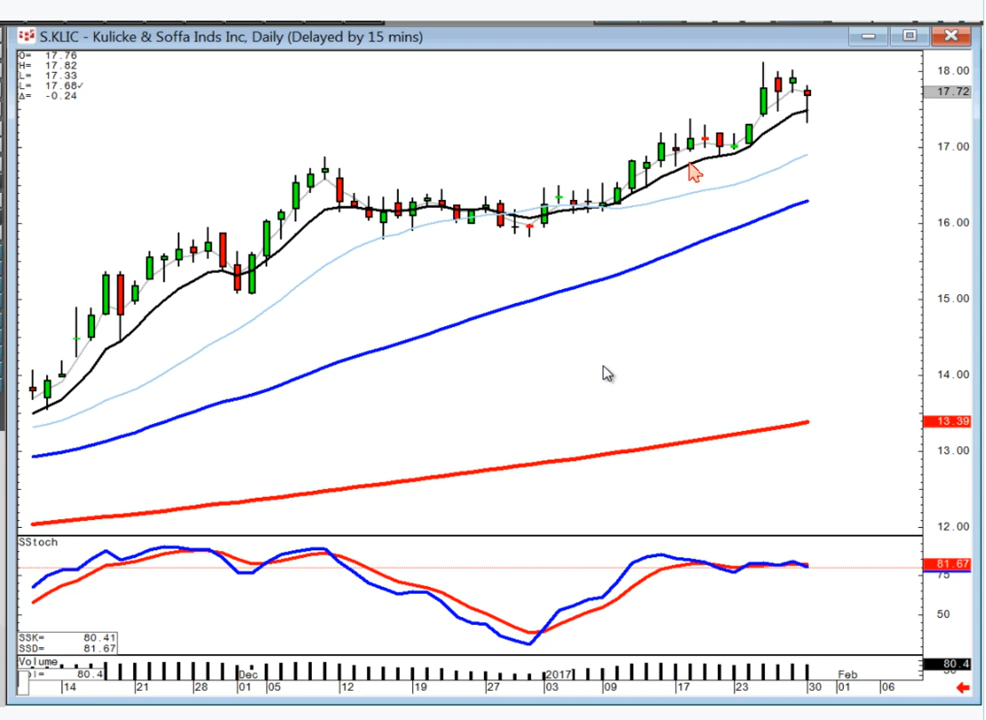 S.KLIC - Kulicke & Soffa Inds Inc, Daily (Delayed by 15 mins)
O= 17.76
H= 17.82
L= 17.33
L= 17.68✓
Δ= -0.24
18.00
17.72
17.00
16.00
15.00
14.00
13.39
13.00
12.00
SStoch
81.67
75
50
SSK= 80.41
SSD= 81.67
Volume
80.4
80.4
Dec
2017
Feb
14
21
28
01
05
12
19
27
03
09
17
23
30
01
06